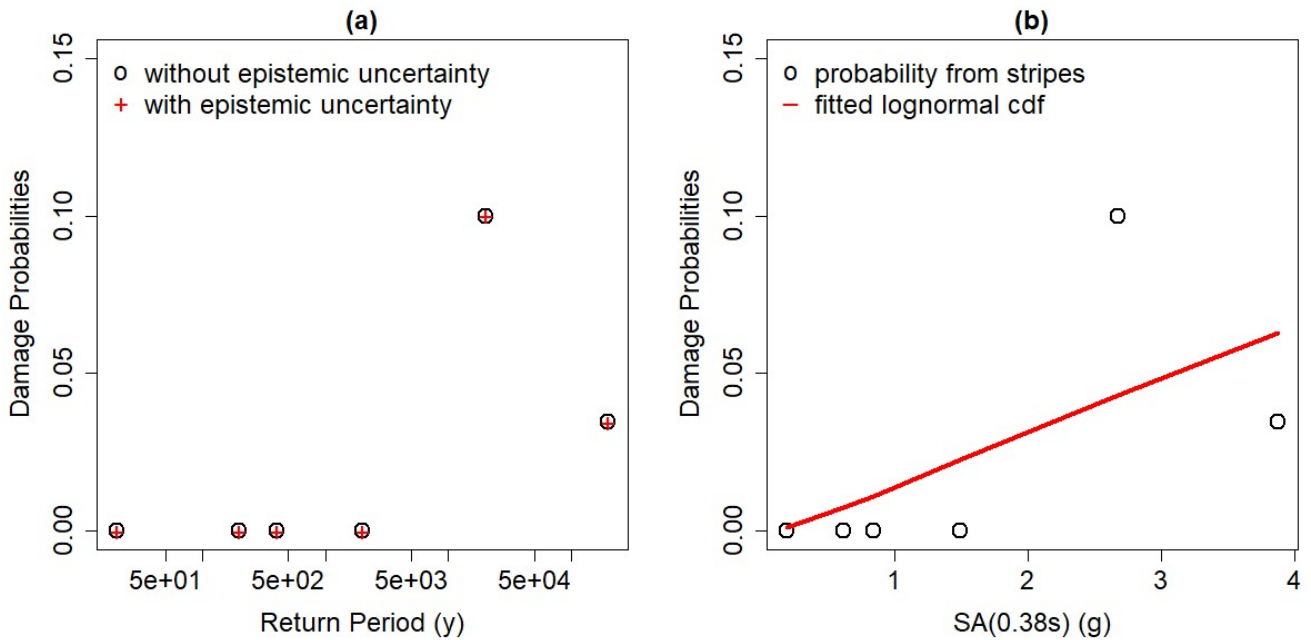 (a)
o without epistemic uncertainty
+ with epistemic uncertainty
Damage Probabilities
0.15
0.10
0.05
0.00
5e+01 5e+02 5e+03 5e+04
Return Period (y)
(b)
o probability from stripes
– fitted lognormal cdf
Damage Probabilities
0.15
0.10
0.05
0.00
1 2 3 4
SA(0.38s) (g)